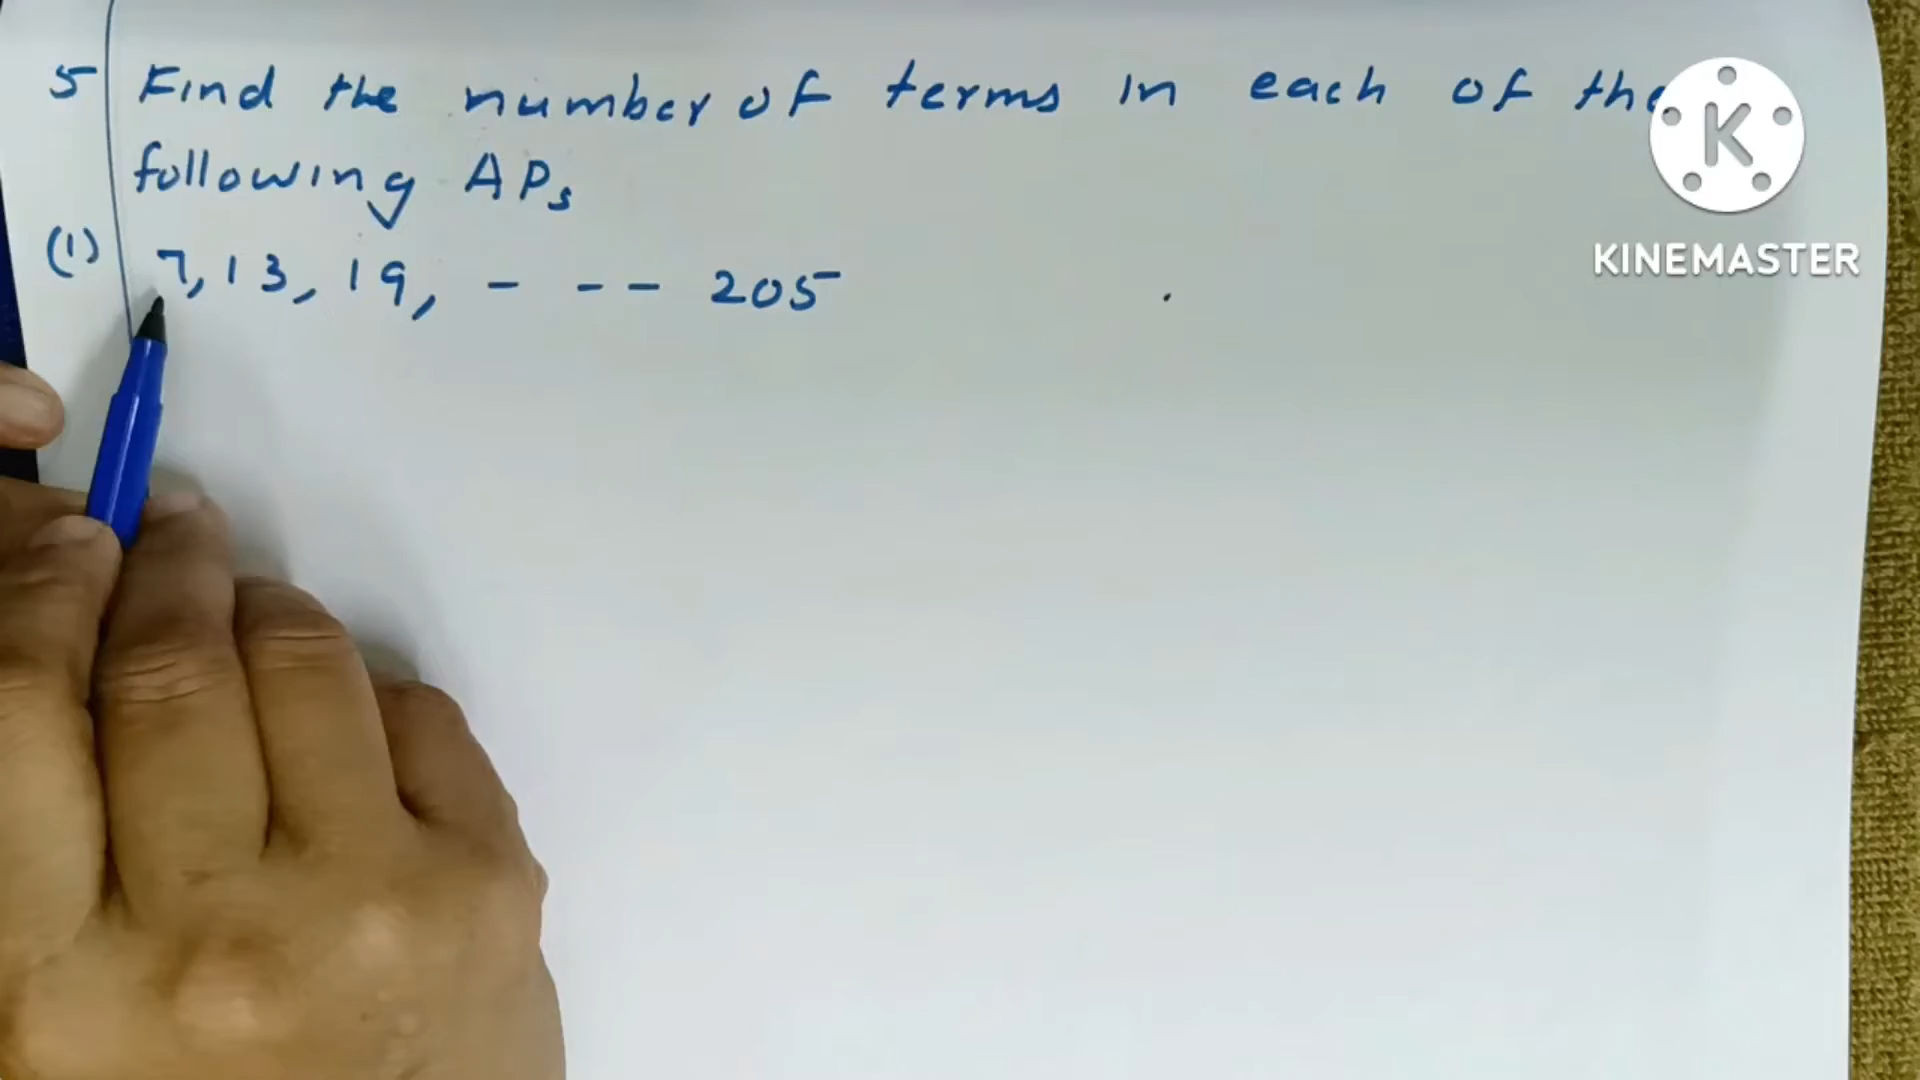 5 Find the number of terms in each of the
following APs
(1) 7, 13, 19, - - - 205
K
KINEMASTER